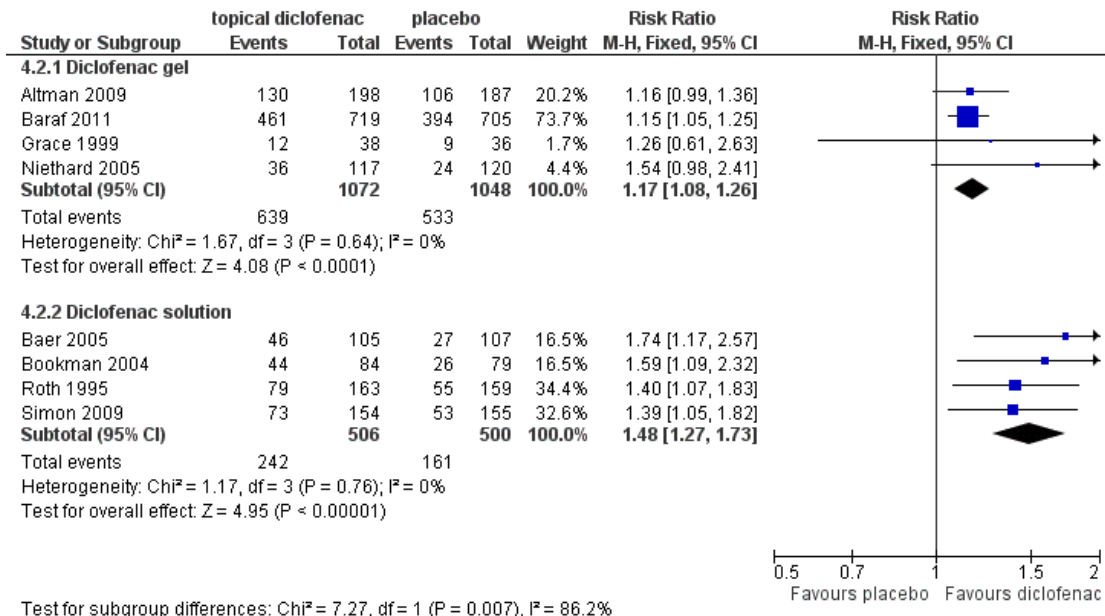 topical diclofenac placebo Risk Ratio Risk Ratio
Study or Subgroup Events Total Events Total Weight M-H, Fixed, 95% CI M-H, Fixed, 95% CI
4.2.1 Diclofenac gel
Altman 2009 130 198 106 187 20.2% 1.16 [0.99, 1.36]
Baraf 2011 461 719 394 705 73.7% 1.15 [1.05, 1.25]
Grace 1999 12 38 9 36 1.7% 1.26 [0.61, 2.63]
Niethard 2005 36 117 24 120 4.4% 1.54 [0.98, 2.41]
Subtotal (95% CI) 1072 1048 100.0% 1.17 [1.08, 1.26]
Total events 639 533
Heterogeneity: Chi² = 1.67, df = 3 (P = 0.64); I² = 0%
Test for overall effect: Z = 4.08 (P < 0.0001)
4.2.2 Diclofenac solution
Baer 2005 46 105 27 107 16.5% 1.74 [1.17, 2.57]
Bookman 2004 44 84 26 79 16.5% 1.59 [1.09, 2.32]
Roth 1995 79 163 55 159 34.4% 1.40 [1.07, 1.83]
Simon 2009 73 154 53 155 32.6% 1.39 [1.05, 1.82]
Subtotal (95% CI) 506 500 100.0% 1.48 [1.27, 1.73]
Total events 242 161
Heterogeneity: Chi² = 1.17, df = 3 (P = 0.76); I² = 0%
Test for overall effect: Z = 4.95 (P < 0.00001)
0.5 0.7 1 1.5 2
Favours placebo Favours diclofenac
Test for subgroup differences: Chi² = 7.27, df = 1 (P = 0.007), I² = 86.2%